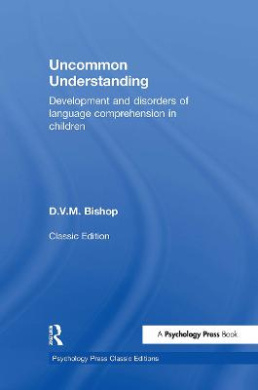 Uncommon
Understanding
Development and disorders of
language comprehension in
children
D.V.M. Bishop
Classic Edition
A Psychology Press Book
Routledge
Psychology Press Classic Editions